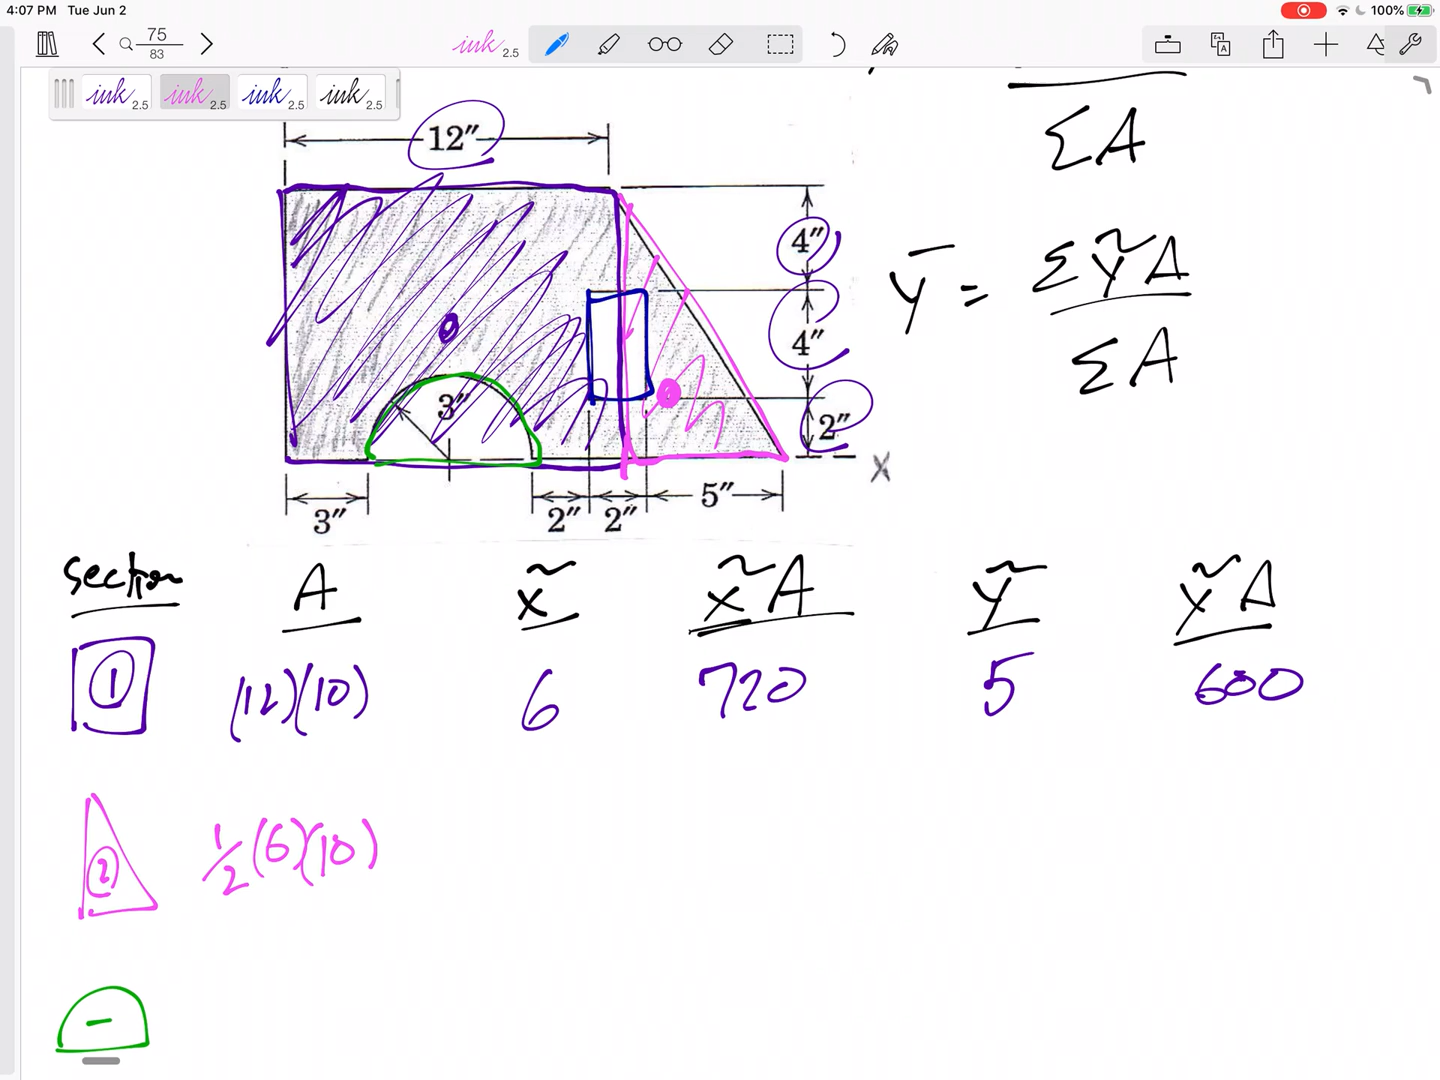 4:07 PM Tue Jun 2
100%
75
83
ink 2.5
ink 2.5
ink 2.5
ink 2.5
ink 2.5
A
12"
ΣA
4"
ȳ = ΣỹA
ΣA
4"
3"
2"
X
3"
2"
2"
5"
section A x̃ x̃A ỹ ỹA
1 (12)(10) 6 720 5 600
2 1/2(6)(10)
−